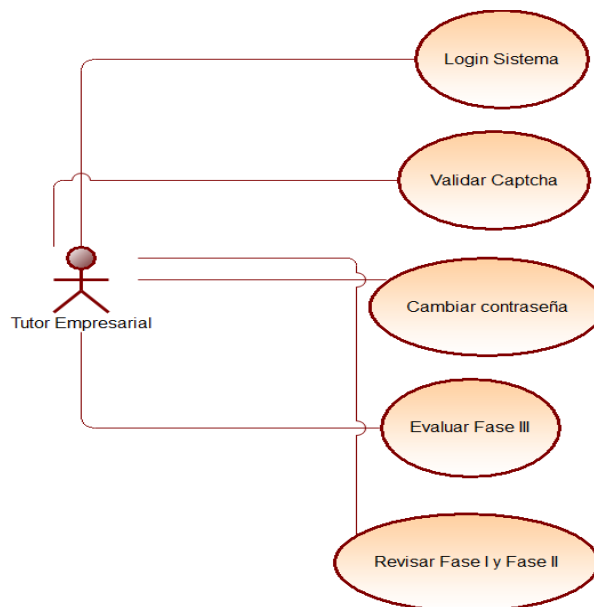 Login Sistema
Validar Captcha
Tutor Empresarial
Cambiar contraseña
Evaluar Fase III
Revisar Fase I y Fase II